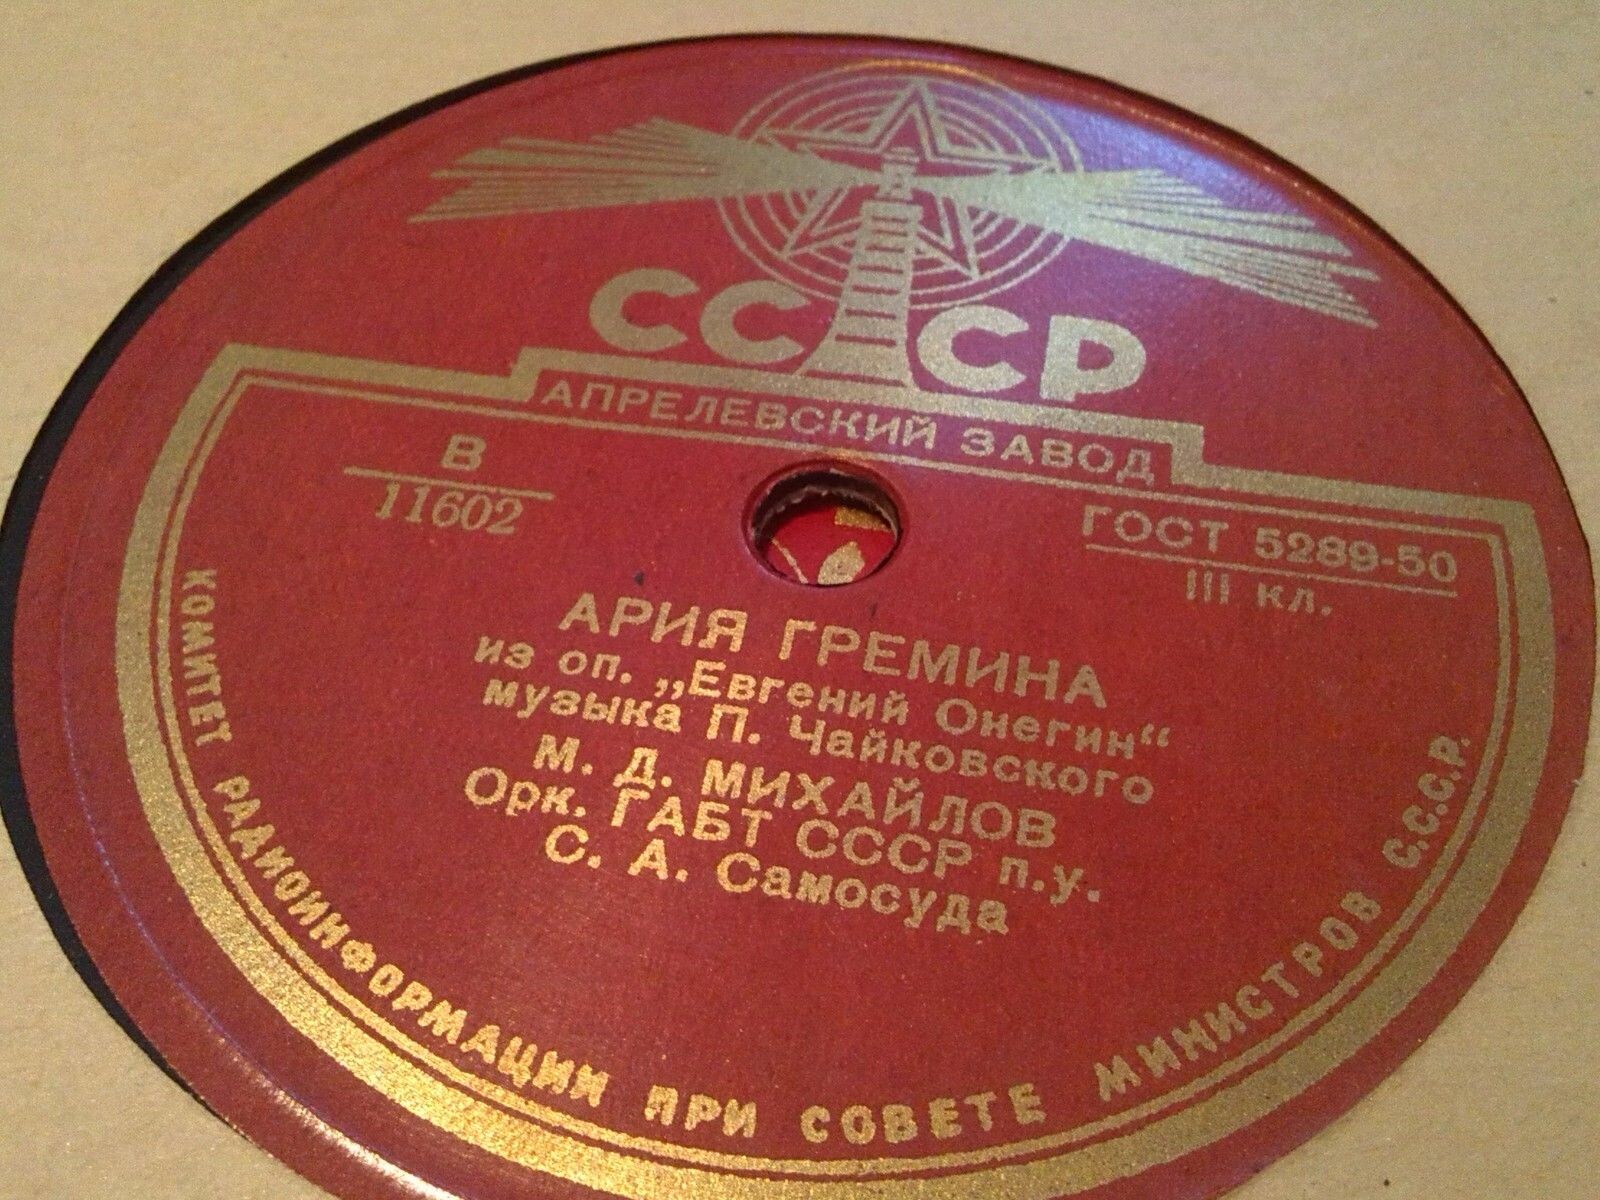 СССР
АПРЕЛЕВСКИЙ ЗАВОД
В
11602
ГОСТ 5289-50
III кл.
АРИЯ ГРЕМИНА
из оп. „Евгений Онегин“
музыка П. Чайковского
М. Д. МИХАЙЛОВ
Орк. ГАБТ СССР п.у.
С. А. Самосуда
КОМИТЕТ РАДИОИНФОРМАЦИИ ПРИ СОВЕТЕ МИНИСТРОВ С.С.С.Р.